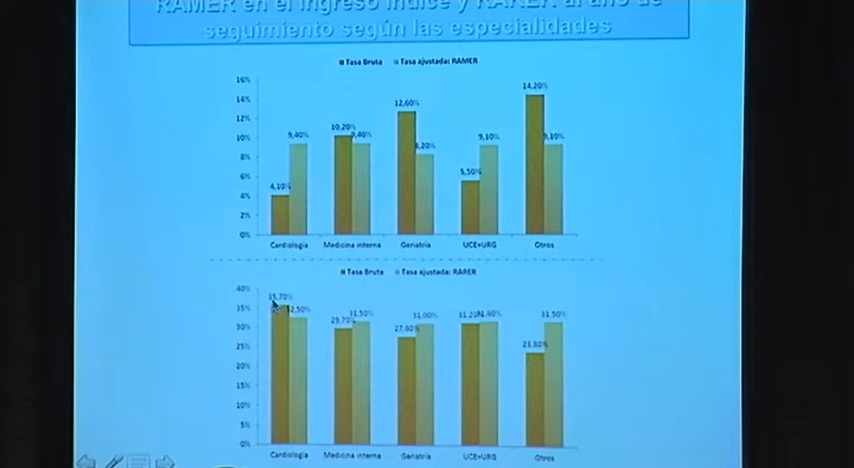 RAMER en el ingreso índice y RARER al año de
seguimiento según las especialidades
Tasa Bruta Tasa ajustada: RAMER
16%
14%
12%
10%
8%
6%
4%
2%
0%
4,10% 9,40% 10,20% 9,40% 12,60% 8,20% 5,50% 9,10% 14,20% 9,10%
Cardiología Medicina interna Geriatría UCE+URG Otros
Tasa Bruta Tasa ajustada: RARER
40%
35%
30%
25%
20%
15%
10%
5%
0%
35,70% 32,50% 29,70% 31,50% 27,60% 31,00% 31,20% 31,60% 23,80% 31,50%
Cardiología Medicina interna Geriatría UCE+URG Otros